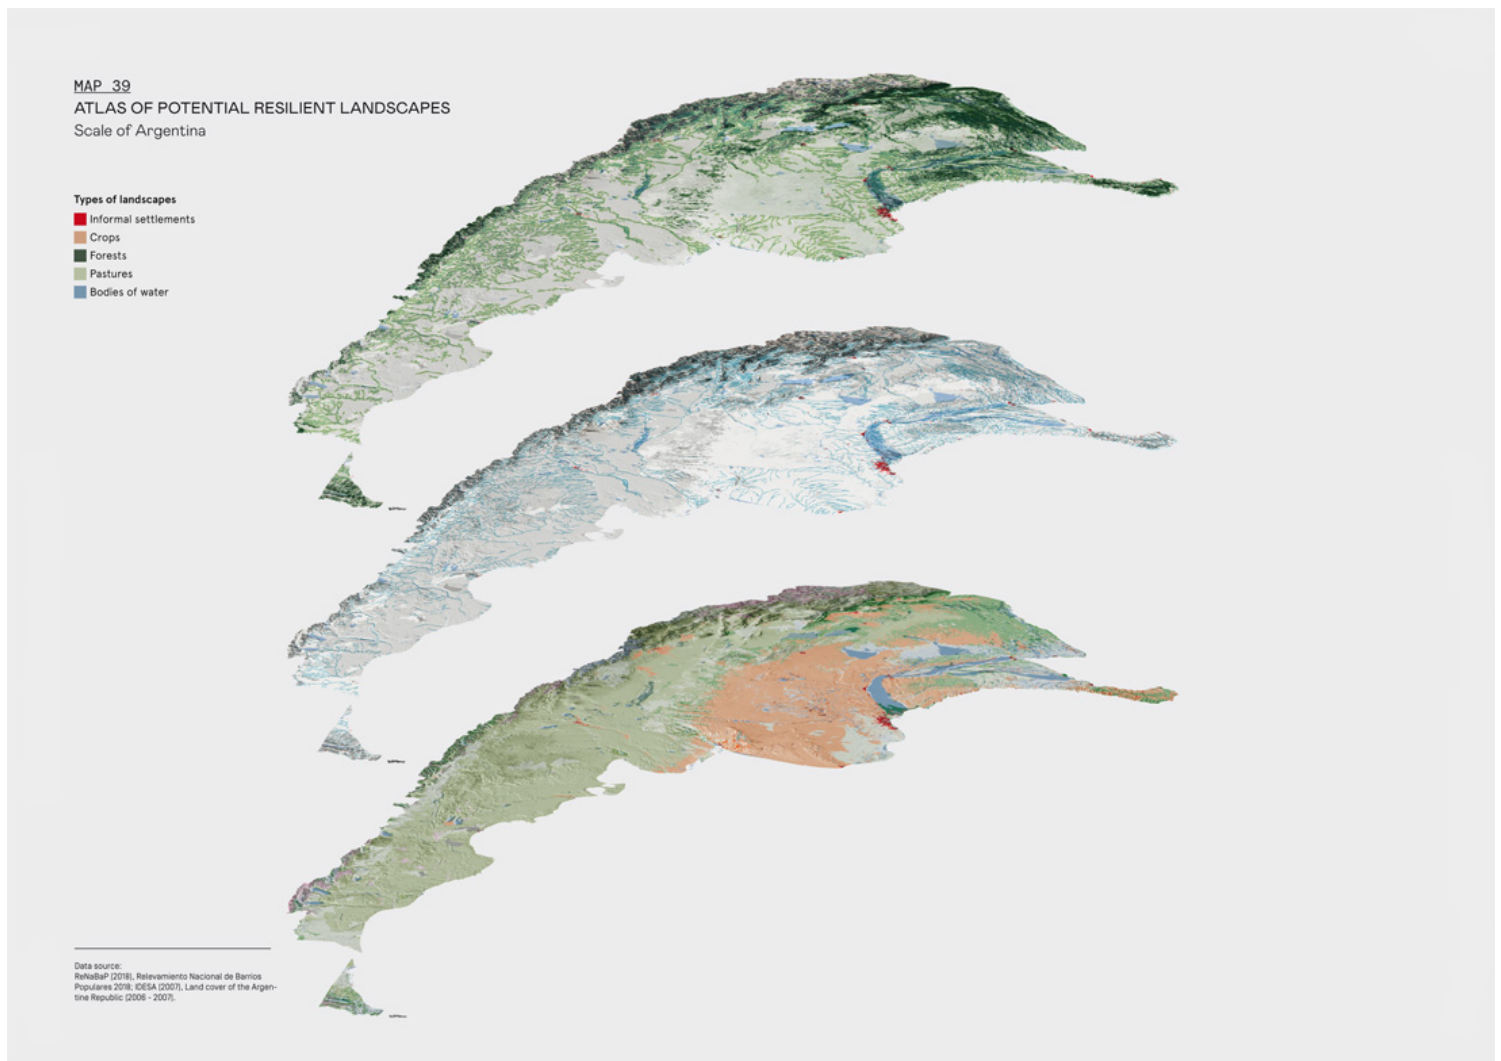 MAP 39
ATLAS OF POTENTIAL RESILIENT LANDSCAPES
Scale of Argentina
Types of landscapes
Informal settlements
Crops
Forests
Pastures
Bodies of water
Data source:
ReNaBaP (2018), Relevamiento Nacional de Barrios
Populares 2018; IDESA (2007), Land cover of the Argen-
tine Republic (2006 - 2007).